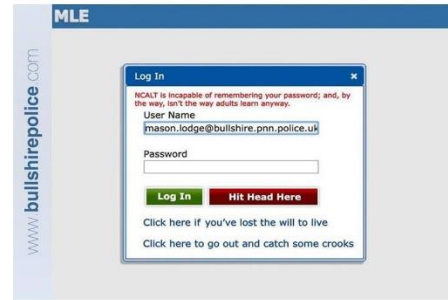 MLE
www.bullshirepolice.com
Log In
NCALT is incapable of remembering your password; and, by
the way, isn't the way adults learn anyway.
User Name
mason.lodge@bullshire.pnn.police.uk
Password
Log In
Hit Head Here
Click here if you've lost the will to live
Click here to go out and catch some crooks